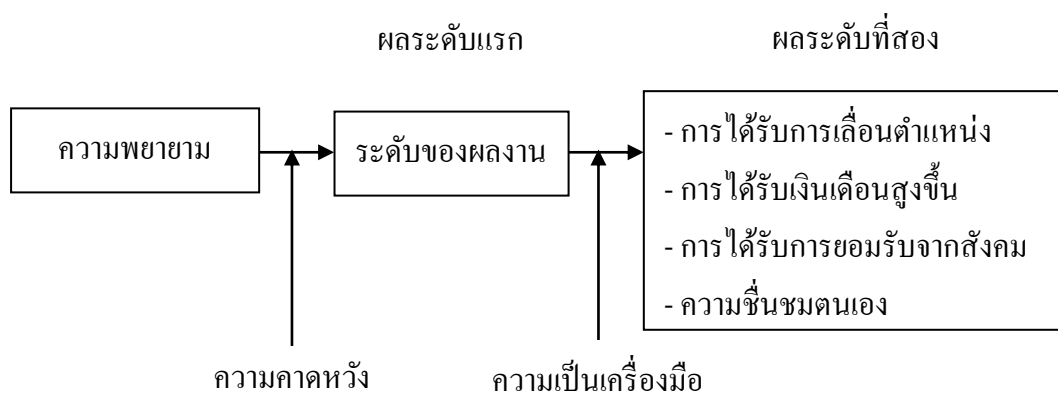 ผลระดับแรก
ผลระดับที่สอง
ความพยายาม
ระดับของผลงาน
- การได้รับการเลื่อนตำแหน่ง
- การได้รับเงินเดือนสูงขึ้น
- การได้รับการยอมรับจากสังคม
- ความชื่นชมตนเอง
ความคาดหวัง
ความเป็นเครื่องมือ